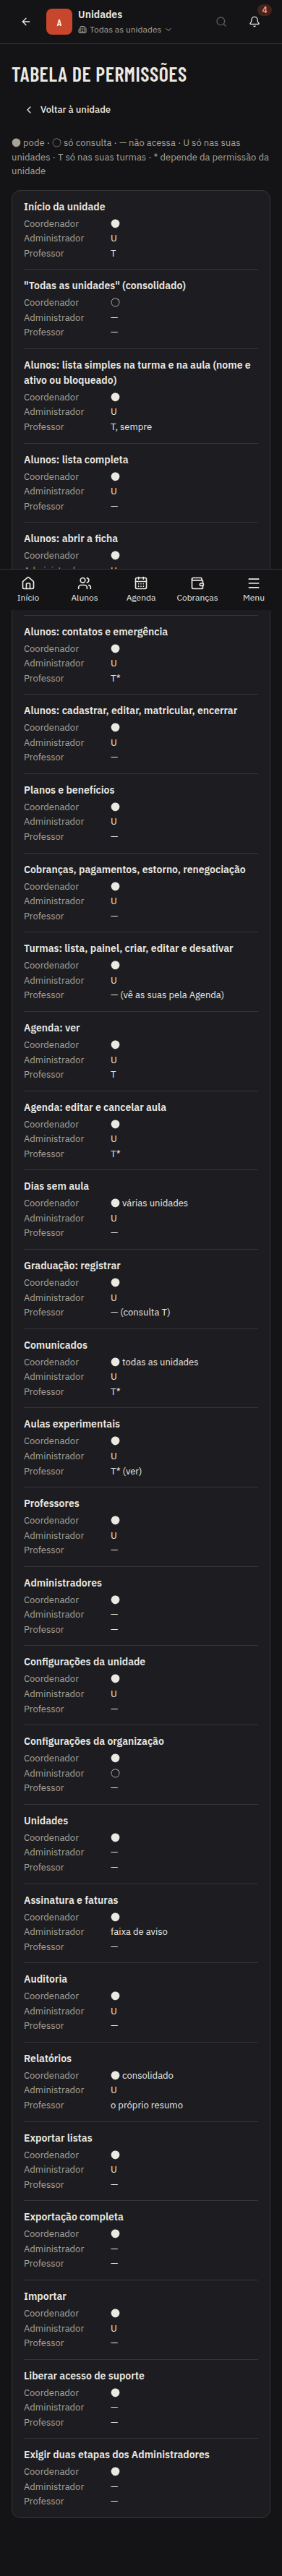 Unidades
A
Todas as unidades
4
TABELA DE PERMISSÕES
Voltar à unidade
● pode · ○ só consulta · — não acessa · U só nas suas
unidades · T só nas suas turmas · * depende da permissão da
unidade
Início da unidade
Coordenador ●
Administrador U
Professor T
"Todas as unidades" (consolidado)
Coordenador ○
Administrador —
Professor —
Alunos: lista simples na turma e na aula (nome e
ativo ou bloqueado)
Coordenador ●
Administrador U
Professor T, sempre
Alunos: lista completa
Coordenador ●
Administrador U
Professor —
Alunos: abrir a ficha
Coordenador ●
Início Alunos Agenda Cobranças Menu
Alunos: contatos e emergência
Coordenador ●
Administrador U
Professor T*
Alunos: cadastrar, editar, matricular, encerrar
Coordenador ●
Administrador U
Professor —
Planos e benefícios
Coordenador ●
Administrador U
Professor —
Cobranças, pagamentos, estorno, renegociação
Coordenador ●
Administrador U
Professor —
Turmas: lista, painel, criar, editar e desativar
Coordenador ●
Administrador U
Professor — (vê as suas pela Agenda)
Agenda: ver
Coordenador ●
Administrador U
Professor T
Agenda: editar e cancelar aula
Coordenador ●
Administrador U
Professor T*
Dias sem aula
Coordenador ● várias unidades
Administrador U
Professor —
Graduação: registrar
Coordenador ●
Administrador U
Professor — (consulta T)
Comunicados
Coordenador ● todas as unidades
Administrador U
Professor T*
Aulas experimentais
Coordenador ●
Administrador U
Professor T* (ver)
Professores
Coordenador ●
Administrador U
Professor —
Administradores
Coordenador ●
Administrador —
Professor —
Configurações da unidade
Coordenador ●
Administrador U
Professor —
Configurações da organização
Coordenador ●
Administrador ○
Professor —
Unidades
Coordenador ●
Administrador —
Professor —
Assinatura e faturas
Coordenador ●
Administrador faixa de aviso
Professor —
Auditoria
Coordenador ●
Administrador U
Professor —
Relatórios
Coordenador ● consolidado
Administrador U
Professor o próprio resumo
Exportar listas
Coordenador ●
Administrador U
Professor —
Exportação completa
Coordenador ●
Administrador —
Professor —
Importar
Coordenador ●
Administrador U
Professor —
Liberar acesso de suporte
Coordenador ●
Administrador —
Professor —
Exigir duas etapas dos Administradores
Coordenador ●
Administrador —
Professor —